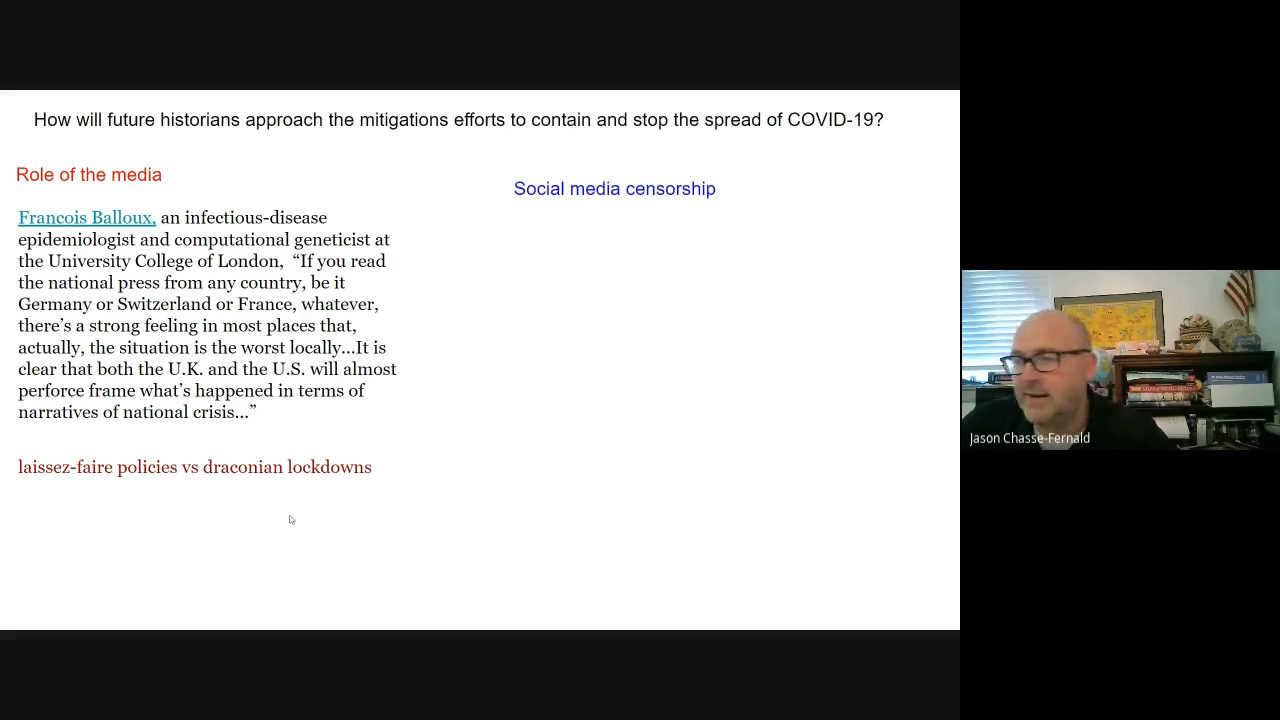 How will future historians approach the mitigations efforts to contain and stop the spread of COVID-19?
Role of the media
Social media censorship
Francois Balloux, an infectious-disease
epidemiologist and computational geneticist at
the University College of London,  “If you read
the national press from any country, be it
Germany or Switzerland or France, whatever,
there’s a strong feeling in most places that,
actually, the situation is the worst locally...It is
clear that both the U.K. and the U.S. will almost
perforce frame what’s happened in terms of
narratives of national crisis...”
laissez-faire policies vs draconian lockdowns
Jason Chasse-Fernald